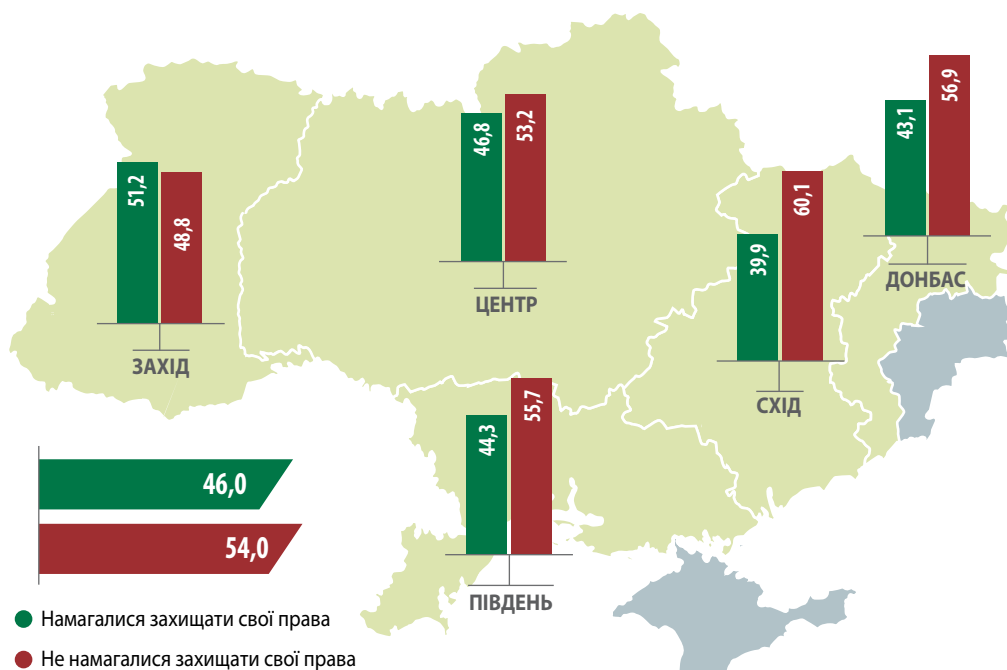 51,2
48,8
ЗАХІД
46,8
53,2
ЦЕНТР
39,9
60,1
СХІД
43,1
56,9
ДОНБАС
44,3
55,7
ПІВДЕНЬ
46,0
54,0
Намагалися захищати свої права
Не намагалися захищати свої права